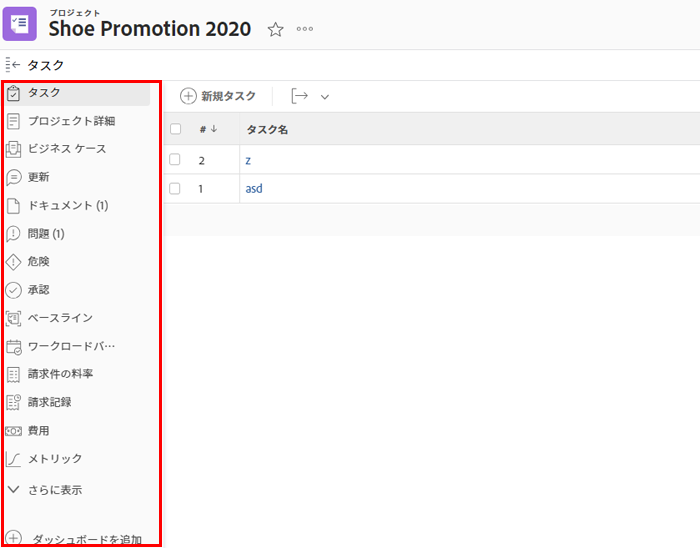 プロジェクト
Shoe Promotion 2020
タスク
タスク
プロジェクト詳細
ビジネス ケース
更新
ドキュメント (1)
問題 (1)
危険
承認
ベースライン
ワークロードバ…
請求件の料率
請求記録
費用
メトリック
さらに表示
ダッシュボードを追加
新規タスク
# タスク名
2 z
1 asd